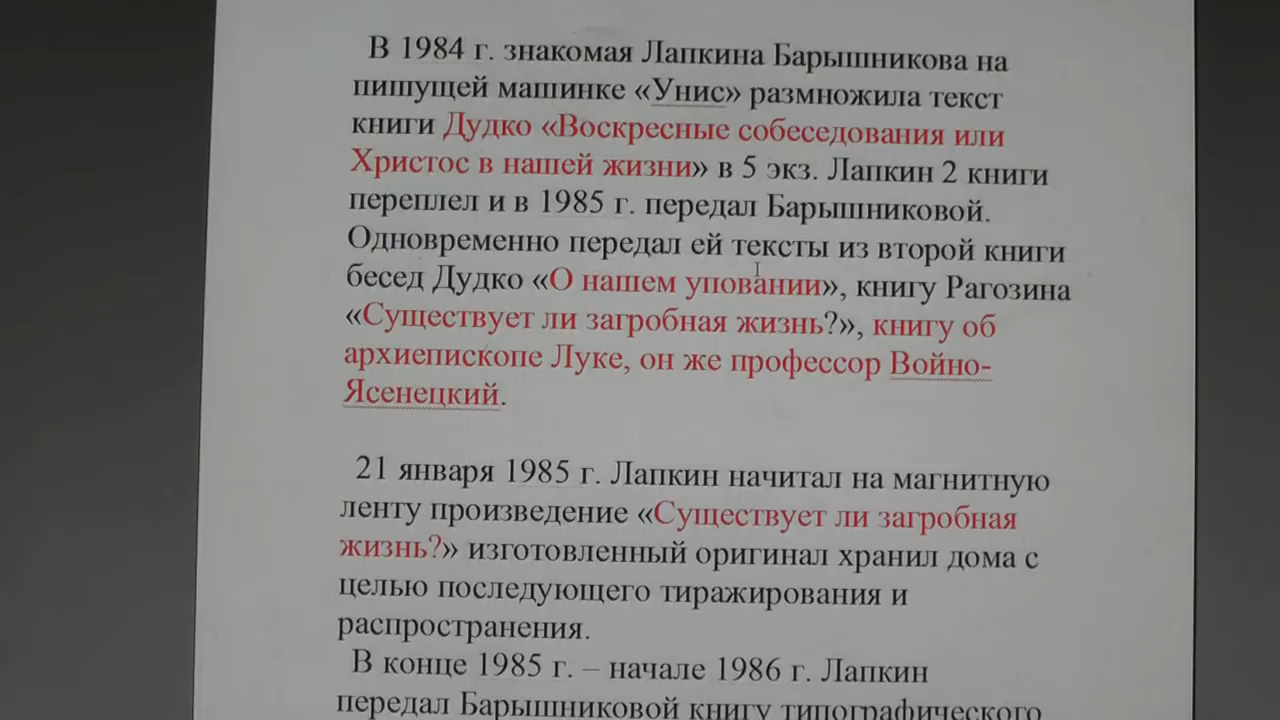 В 1984 г. знакомая Лапкина Барышникова на
пишущей машинке «Унис» размножила текст
книги Дудко «Воскресные собеседования или
Христос в нашей жизни» в 5 экз. Лапкин 2 книги
переплел и в 1985 г. передал Барышниковой.
Одновременно передал ей тексты из второй книги
бесед Дудко «О нашем уповании», книгу Рагозина
«Существует ли загробная жизнь?», книгу об
архиепископе Луке, он же профессор Войно-
Ясенецкий.
21 января 1985 г. Лапкин начитал на магнитную
ленту произведение «Существует ли загробная
жизнь?» изготовленный оригинал хранил дома с
целью последующего тиражирования и
распространения.
В конце 1985 г. – начале 1986 г. Лапкин
передал Барышниковой книгу типографического